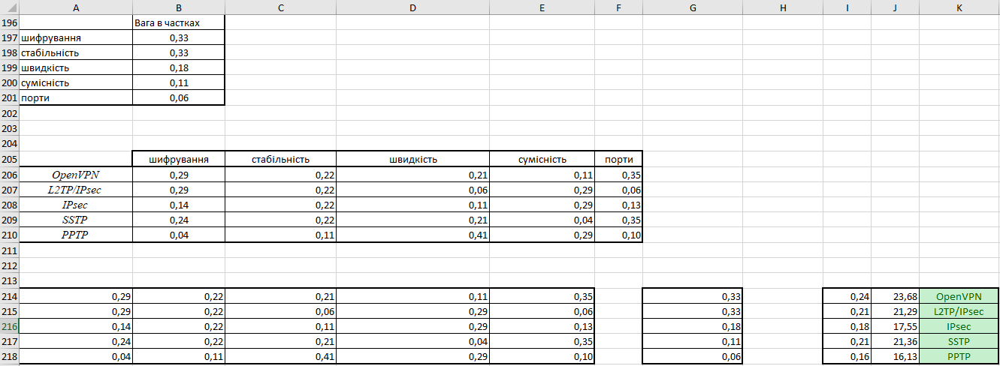 A B C D E F G H I J K
196 Вага в частках
197 шифрування 0,33
198 стабільність 0,33
199 швидкість 0,18
200 сумісність 0,11
201 порти 0,06
202
203
204
205 шифрування стабільність швидкість сумісність порти
206 OpenVPN 0,29 0,22 0,21 0,11 0,35
207 L2TP/IPsec 0,29 0,22 0,06 0,29 0,06
208 IPsec 0,14 0,22 0,11 0,29 0,13
209 SSTP 0,24 0,22 0,21 0,04 0,35
210 PPTP 0,04 0,11 0,41 0,29 0,10
211
212
213
214 0,29 0,22 0,21 0,11 0,35 0,33 0,24 23,68 OpenVPN
215 0,29 0,22 0,06 0,29 0,06 0,33 0,21 21,29 L2TP/IPsec
216 0,14 0,22 0,11 0,29 0,13 0,18 0,18 17,55 IPsec
217 0,24 0,22 0,21 0,04 0,35 0,11 0,21 21,36 SSTP
218 0,04 0,11 0,41 0,29 0,10 0,06 0,16 16,13 PPTP